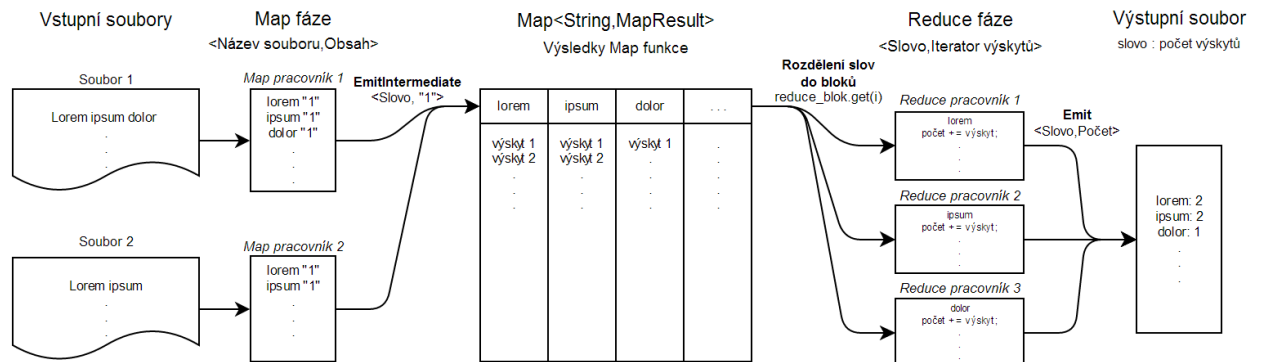 Vstupní soubory
Map fáze
<Název souboru,Obsah>
Map<String,MapResult>
Výsledky Map funkce
Reduce fáze
<Slovo,Iterator výskytů>
Výstupní soubor
slovo : počet výskytů
Soubor 1
Lorem ipsum dolor
.
.
.
Map pracovník 1
lorem "1"
ipsum "1"
dolor "1"
.
.
.
EmitIntermediate
<Slovo, "1">
Soubor 2
Lorem ipsum
.
.
.
Map pracovník 2
lorem "1"
ipsum "1"
.
.
.
lorem
ipsum
dolor
. . .
výskyt 1
výskyt 2
.
.
.
.
výskyt 1
výskyt 2
.
.
.
.
výskyt 1
.
.
.
.
.
.
.
.
.
.
Rozdělení slov
do bloků
reduce_blok.get(i)
Reduce pracovník 1
lorem
počet += výskyt;
.
.
.
Reduce pracovník 2
ipsum
počet += výskyt;
.
.
.
Reduce pracovník 3
dolor
počet += výskyt;
.
.
.
Emit
<Slovo,Počet>
lorem: 2
ipsum: 2
dolor: 1
.
.
.